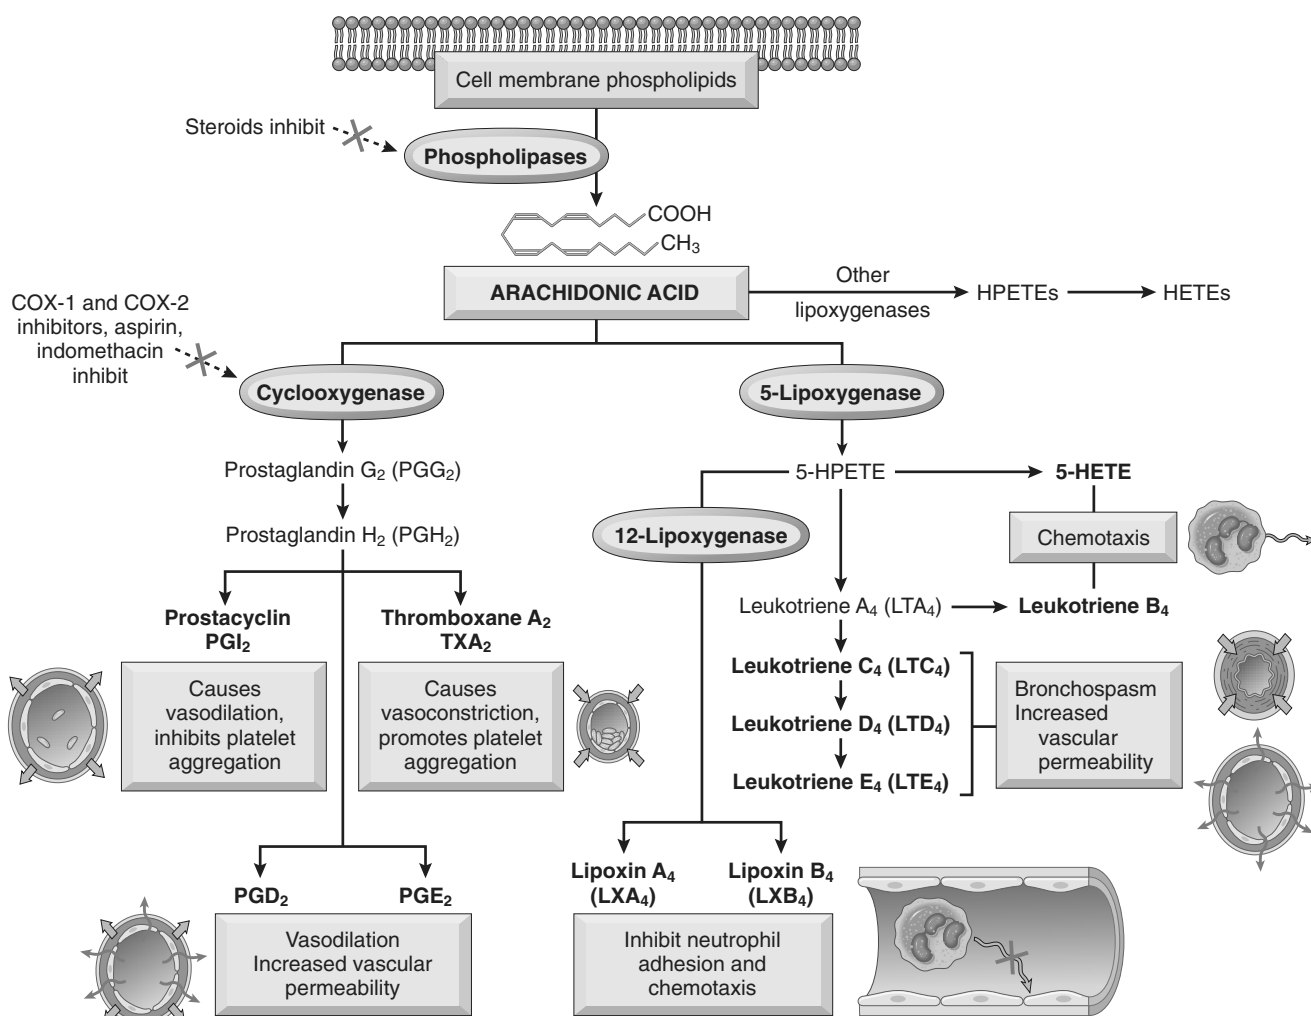 Cell membrane phospholipids
Steroids inhibit
Phospholipases
COOH
CH₃
ARACHIDONIC ACID
Other
lipoxygenases
HPETEs
HETEs
COX-1 and COX-2
inhibitors, aspirin,
indomethacin
inhibit
Cyclooxygenase
5-Lipoxygenase
Prostaglandin G₂ (PGG₂)
5-HPETE
5-HETE
Prostaglandin H₂ (PGH₂)
12-Lipoxygenase
Chemotaxis
Prostacyclin
PGI₂
Thromboxane A₂
TXA₂
Leukotriene A₄ (LTA₄)
Leukotriene B₄
Causes
vasodilation,
inhibits platelet
aggregation
Causes
vasoconstriction,
promotes platelet
aggregation
Leukotriene C₄ (LTC₄)
Leukotriene D₄ (LTD₄)
Leukotriene E₄ (LTE₄)
Bronchospasm
Increased
vascular
permeability
PGD₂
PGE₂
Vasodilation
Increased vascular
permeability
Lipoxin A₄
(LXA₄)
Lipoxin B₄
(LXB₄)
Inhibit neutrophil
adhesion and
chemotaxis